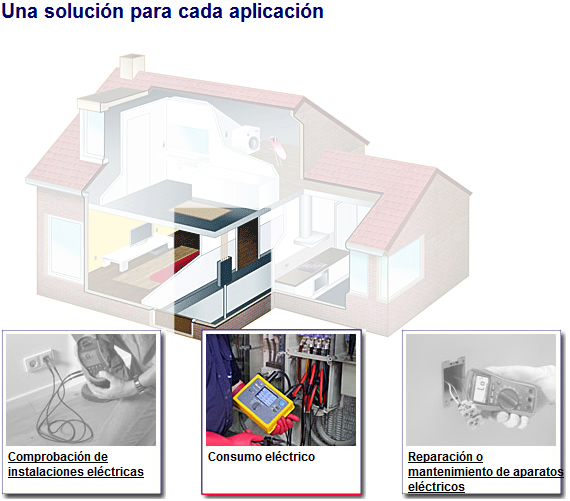 Una solución para cada aplicación
Comprobación de
instalaciones eléctricas
Consumo eléctrico
Reparación o
mantenimiento de aparatos
eléctricos